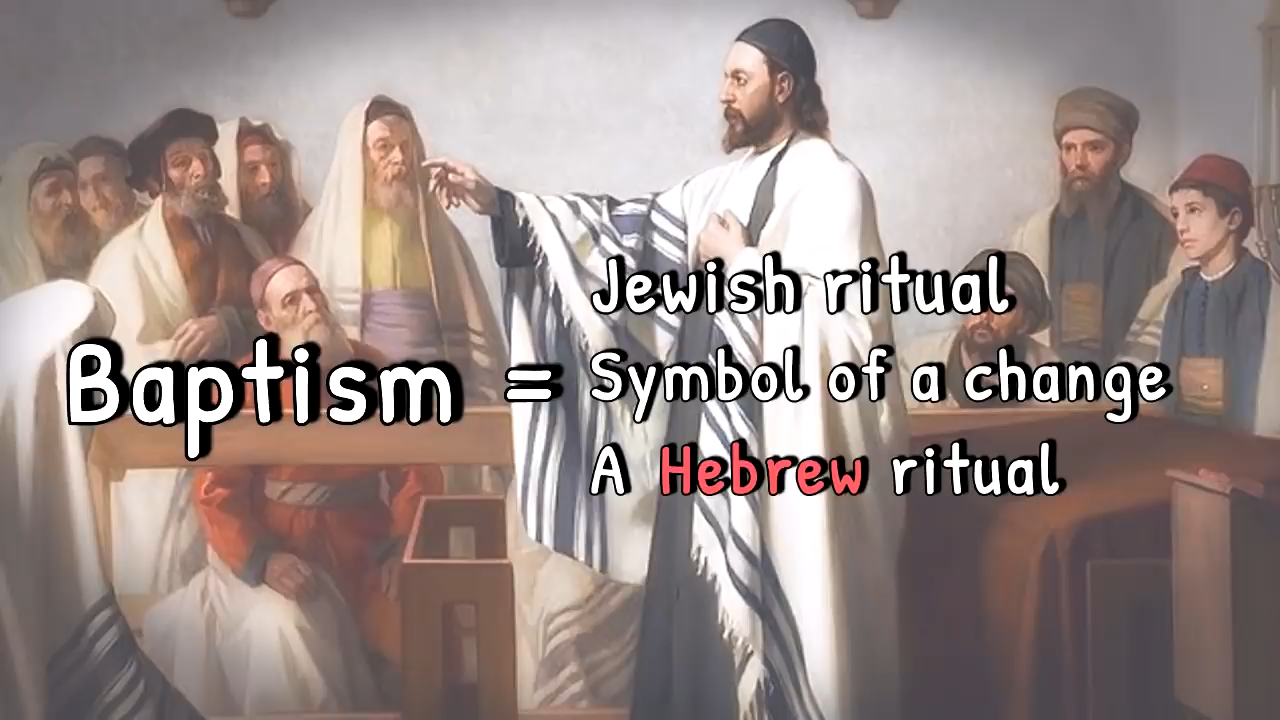 Baptism =
Jewish ritual
Symbol of a change
A Hebrew ritual